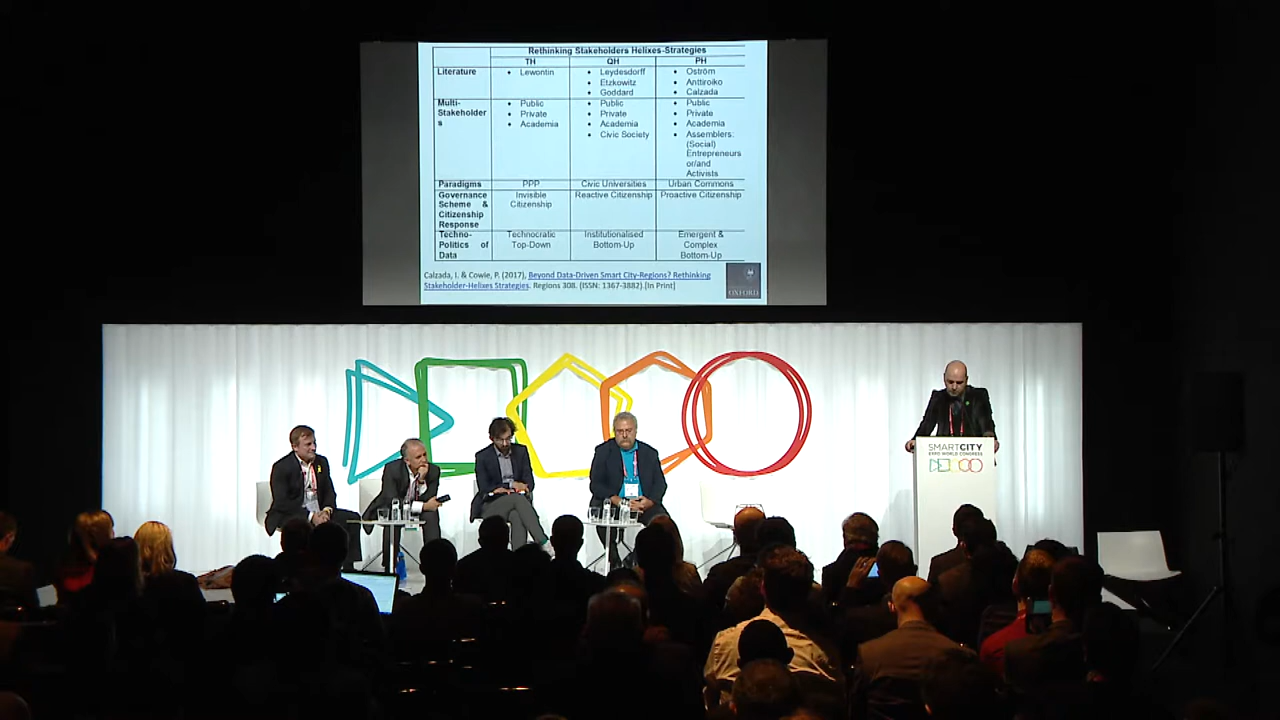 Rethinking Stakeholders Helixes-Strategies
TH QH PH
Literature
• Lewontin
• Leydesdorff
• Etzkowitz
• Goddard
• Ostrom
• Anttiroiko
• Calzada
Multi-
Stakeholder
s
• Public
• Private
• Academia
• Public
• Private
• Academia
• Civic Society
• Public
• Private
• Academia
• Assemblers:
(Social)
Entrepreneurs
or/and
Activists
Paradigms PPP Civic Universities Urban Commons
Governance
Scheme &
Citizenship
Response
Invisible
Citizenship
Reactive Citizenship
Proactive Citizenship
Techno-
Politics of
Data
Technocratic
Top-Down
Institutionalised
Bottom-Up
Emergent &
Complex
Bottom-Up
Calzada, I. & Cowie, P. (2017), Beyond Data-Driven Smart City-Regions? Rethinking
Stakeholder-Helixes Strategies. Regions 308. (ISSN: 1367-3882).[In Print]
OXFORD
SMARTCITY
EXPO WORLD CONGRESS